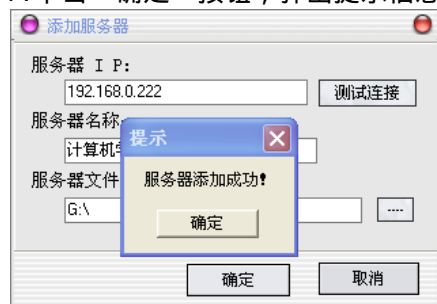 添加服务器
服务器 I P:
192.168.0.222
测试连接
服务器名称
计算机
提示
服务器添加成功!
确定
服务器文件
G:\
....
确定
取消